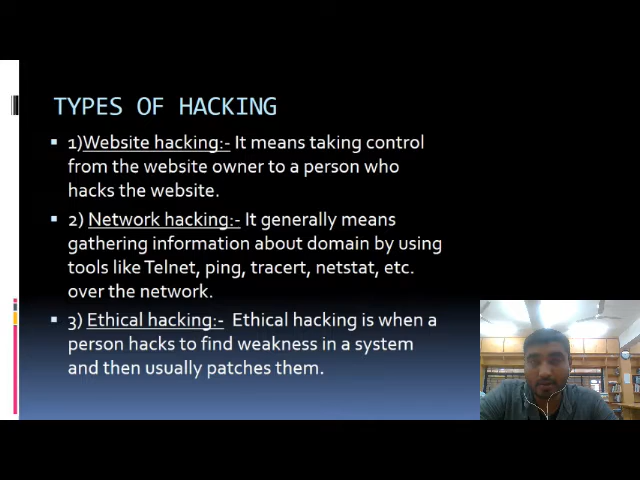 TYPES OF HACKING
1)Website hacking:- It means taking control
from the website owner to a person who
hacks the website.
2) Network hacking:- It generally means
gathering information about domain by using
tools like Telnet, ping, tracert, netstat, etc.
over the network.
3) Ethical hacking:- Ethical hacking is when a
person hacks to find weakness in a system
and then usually patches them.